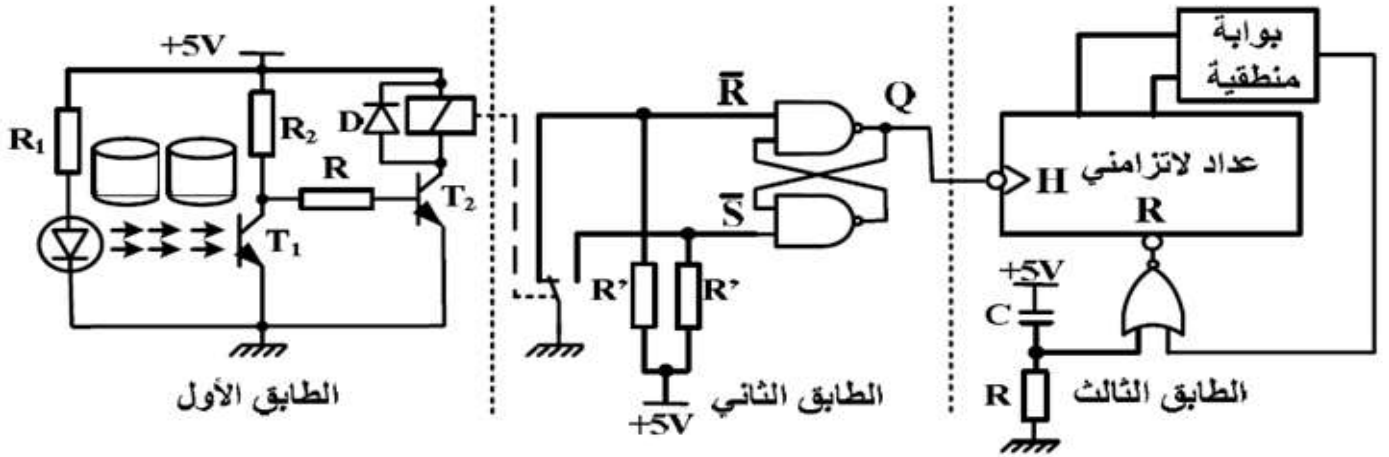 +5V
R₁
R₂
D
R
T₁
T₂
الطابق الأول
R̅
S̅
Q
R’
R’
+5V
الطابق الثاني
بوابة
منطقية
عداد لاتزامني
H
R
+5V
C
R
الطابق الثالث